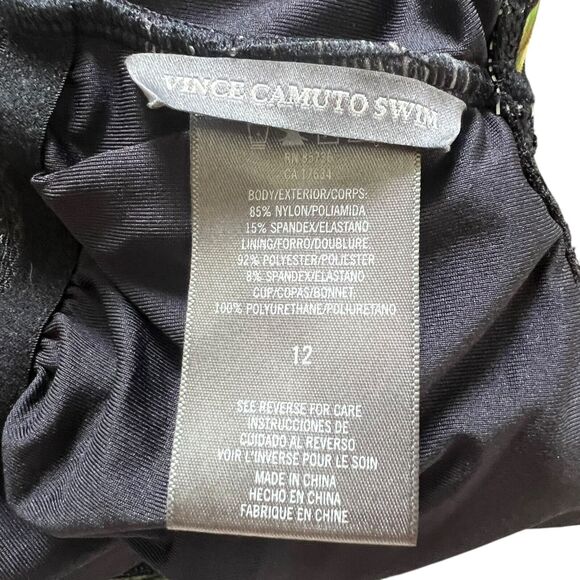 VINCE CAMUTO SWIM
CA 17634
BODY/EXTERIOR/CORPS:
85% NYLON/POLIAMIDA
15% SPANDEX/ELASTANO
LINING/FORRO/DOUBLURE.
92% POLYESTER/POLIESTER
8% SPANDEX/ELASTANO
CUP/COPAS/BONNET.
100% POLYURETHANE/POLIURETANO
12
SEE REVERSE FOR CARE
INSTRUCCIONES DE
CUIDADO AL REVERSO
VOIR L'INVERSE POUR LE SOIN
MADE IN CHINA
HECHO EN CHINA
FABRIQUE EN CHINE